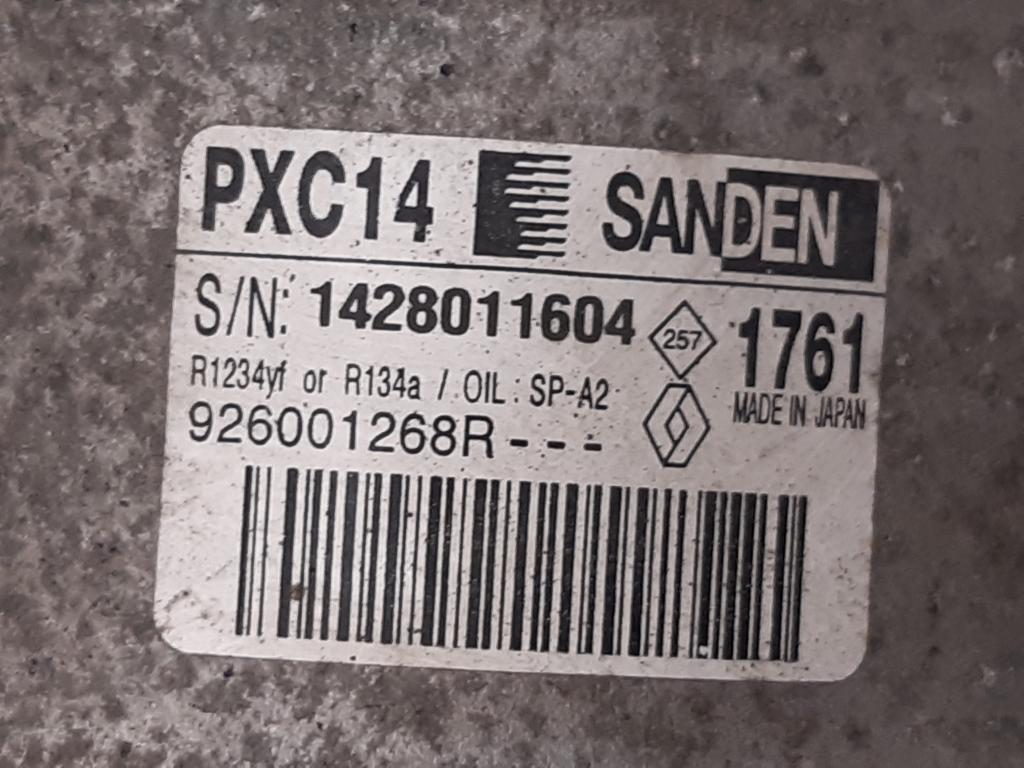 PXC14 SANDEN
S/N: 1428011604 257 1761
R1234yf or R134a / OIL : SP-A2 MADE IN JAPAN
926001268R - - -